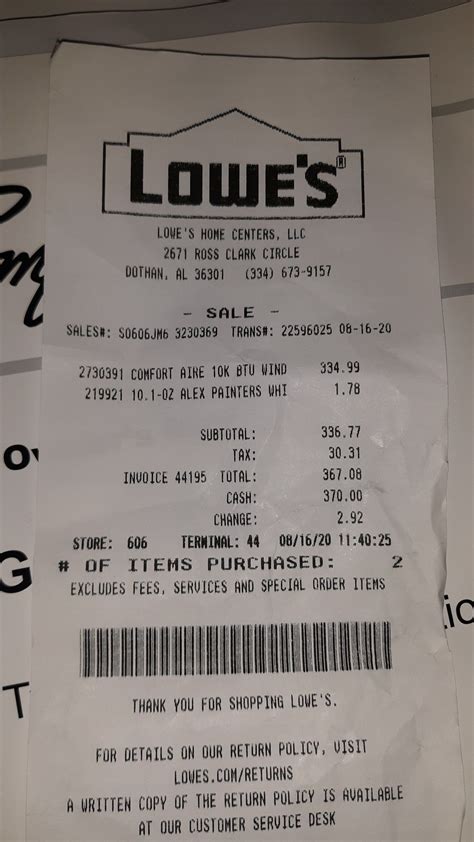 LOWE'S®
LOWE'S HOME CENTERS, LLC
2671 ROSS CLARK CIRCLE
DOTHAN, AL 36301 (334) 673-9157
- SALE -
SALES#: S0606JM6 3230369 TRANS#: 22596025 08-16-20
2730391 COMFORT AIRE 10K BTU WIND 334.99
219921 10.1-OZ ALEX PAINTERS WHI 1.78
SUBTOTAL: 336.77
TAX: 30.31
INVOICE 44195 TOTAL: 367.08
CASH: 370.00
CHANGE: 2.92
STORE: 606 TERMINAL: 44 08/16/20 11:40:25
# OF ITEMS PURCHASED: 2
EXCLUDES FEES, SERVICES AND SPECIAL ORDER ITEMS
THANK YOU FOR SHOPPING LOWE'S.
FOR DETAILS ON OUR RETURN POLICY, VISIT
LOWES.COM/RETURNS
A WRITTEN COPY OF THE RETURN POLICY IS AVAILABLE
AT OUR CUSTOMER SERVICE DESK